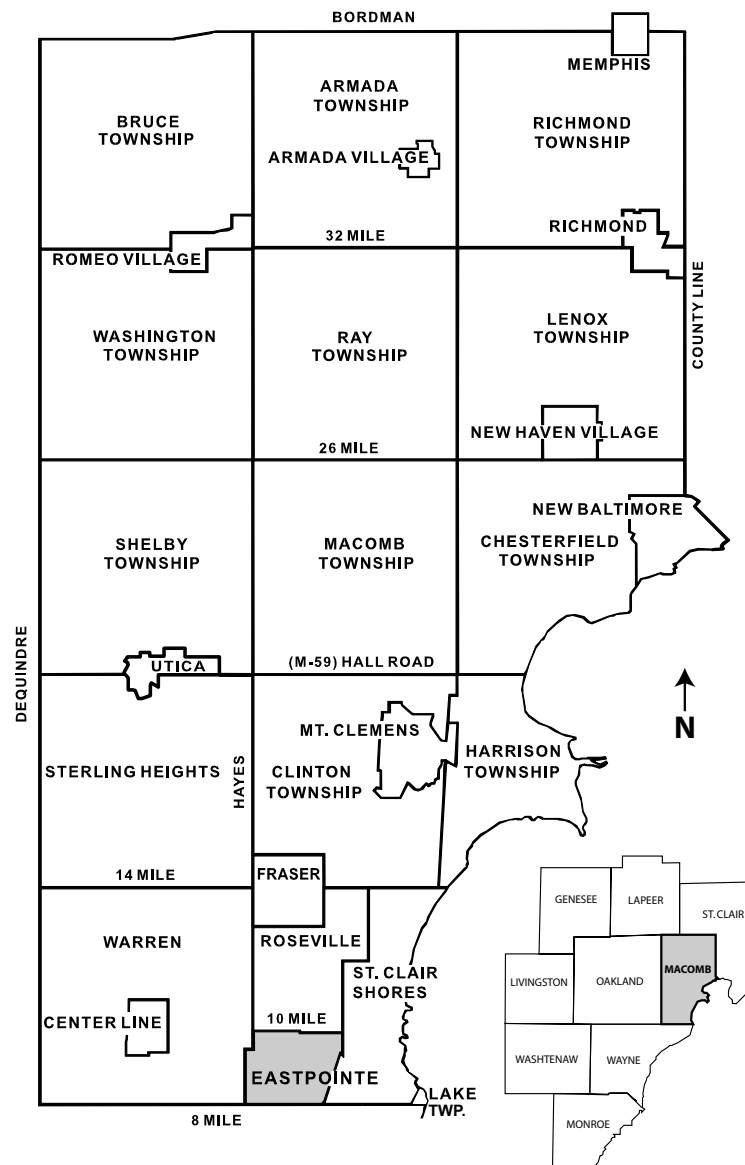 BORDMAN
MEMPHIS
ARMADA
TOWNSHIP
BRUCE
TOWNSHIP
RICHMOND
TOWNSHIP
ARMADA VILLAGE
RICHMOND
32 MILE
ROMEO VILLAGE
COUNTY LINE
WASHINGTON
TOWNSHIP
RAY
TOWNSHIP
LENOX
TOWNSHIP
NEW HAVEN VILLAGE
26 MILE
NEW BALTIMORE
SHELBY
TOWNSHIP
MACOMB
TOWNSHIP
CHESTERFIELD
TOWNSHIP
DEQUINDRE
UTICA
(M-59) HALL ROAD
N
MT. CLEMENS
HARRISON
TOWNSHIP
STERLING HEIGHTS
HAYES
CLINTON
TOWNSHIP
14 MILE
FRASER
WARREN
ROSEVILLE
ST. CLAIR
SHORES
CENTER LINE
10 MILE
EASTPOINTE
LAKE
TWP.
8 MILE
GENESEE
LAPEER
ST. CLAIR
MACOMB
LIVINGSTON
OAKLAND
WASHTENAW
WAYNE
MONROE